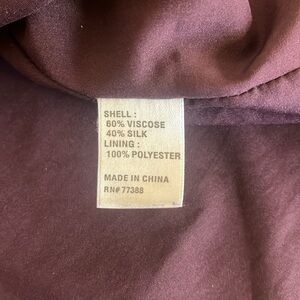 SHELL :
60% VISCOSE
40% SILK
LINING :
100% POLYESTER
MADE IN CHINA
RN# 77388